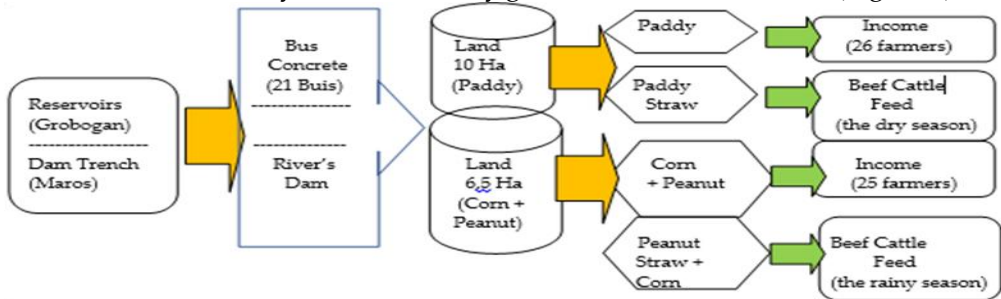 Reservoirs
(Grobogan)
Dam Trench
(Maros)
Bus
Concrete
(21 Buis)
River's
Dam
Land
10 Ha
(Paddy)
Land
6,5 Ha
(Corn +
Peanut)
Paddy
Paddy
Straw
Corn
+ Peanut
Peanut
Straw +
Corn
Income
(26 farmers)
Beef Cattle
Feed
(the dry season)
Income
(25 farmers)
Beef Cattle
Feed
(the rainy season)